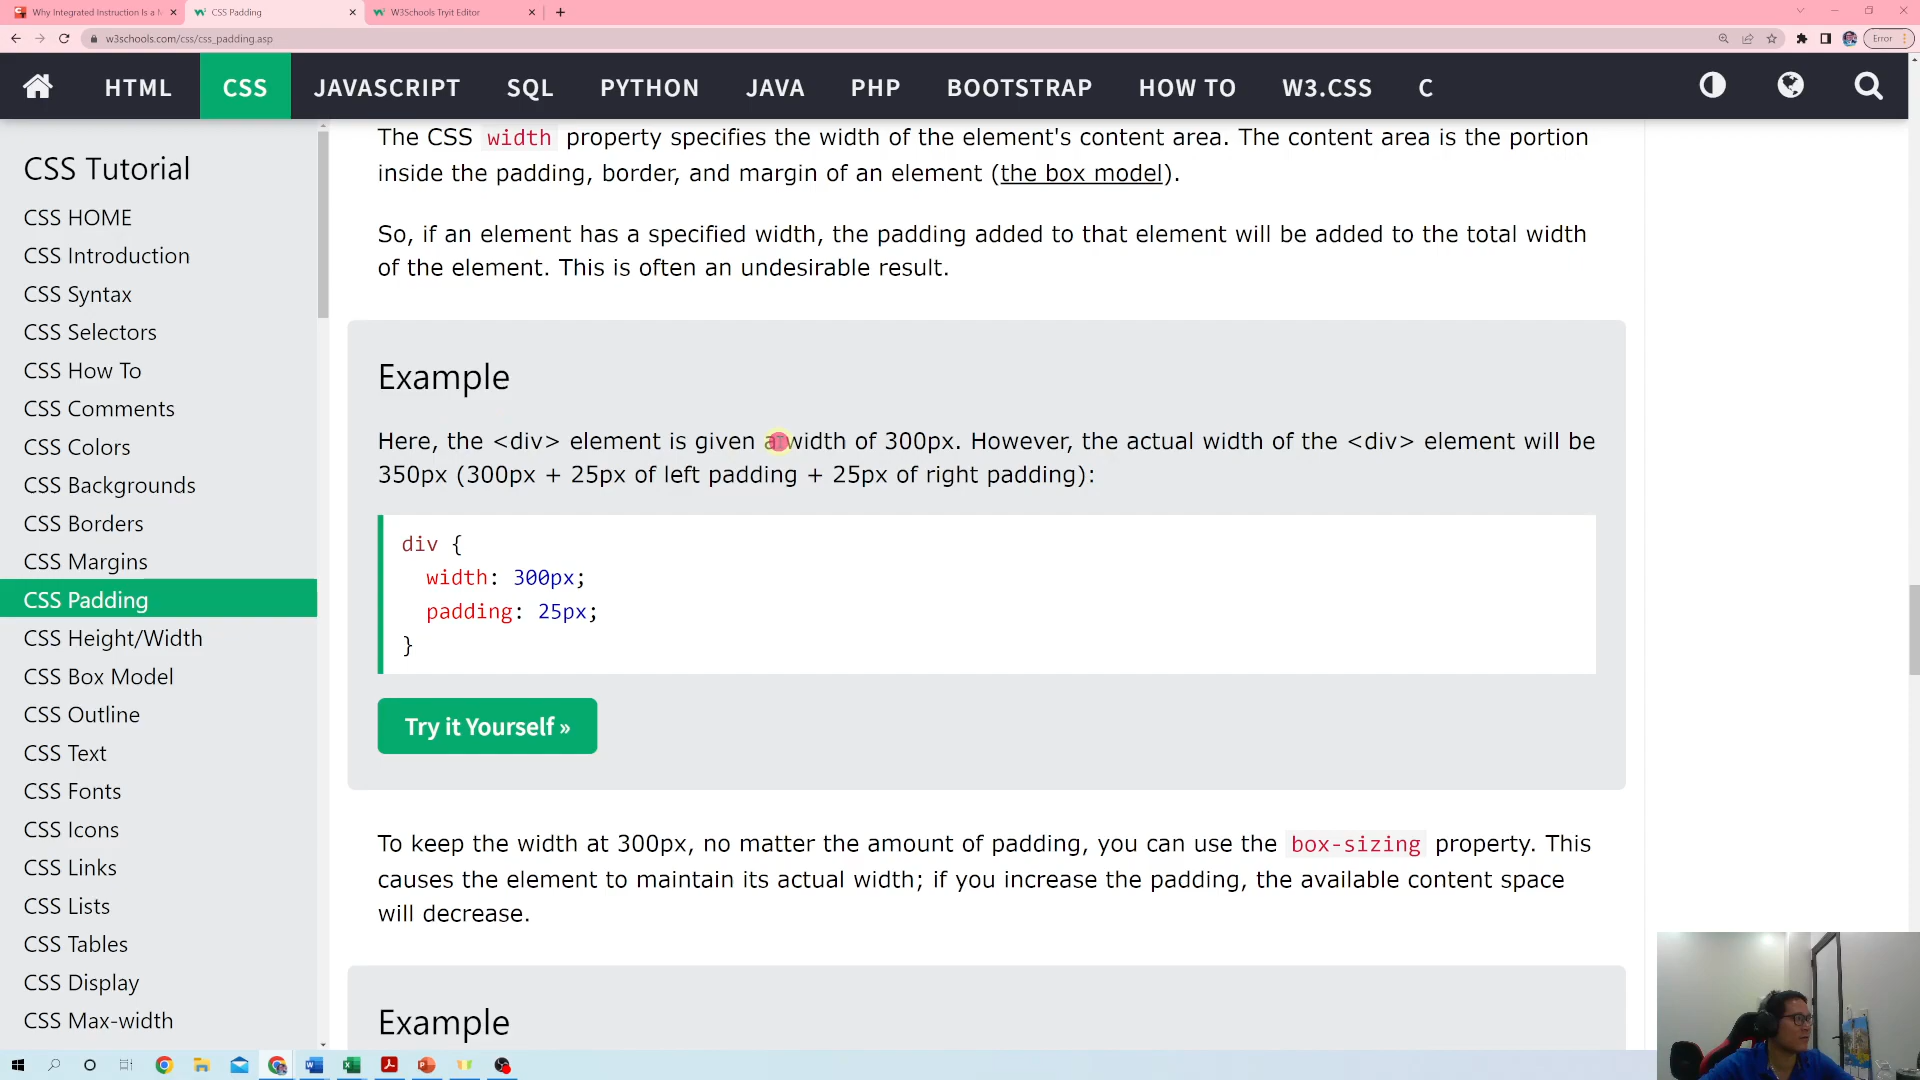 Why Integrated Instruction Is a
CSS Padding
W3Schools Tryit Editor
w3schools.com/css/css_padding.asp
Error
HTML
CSS
JAVASCRIPT
SQL
PYTHON
JAVA
PHP
BOOTSTRAP
HOW TO
W3.CSS
C
CSS Tutorial
CSS HOME
CSS Introduction
CSS Syntax
CSS Selectors
CSS How To
CSS Comments
CSS Colors
CSS Backgrounds
CSS Borders
CSS Margins
CSS Padding
CSS Height/Width
CSS Box Model
CSS Outline
CSS Text
CSS Fonts
CSS Icons
CSS Links
CSS Lists
CSS Tables
CSS Display
CSS Max-width
The CSS width property specifies the width of the element's content area. The content area is the portion
inside the padding, border, and margin of an element (the box model).
So, if an element has a specified width, the padding added to that element will be added to the total width
of the element. This is often an undesirable result.
Example
Here, the <div> element is given a width of 300px. However, the actual width of the <div> element will be
350px (300px + 25px of left padding + 25px of right padding):
div {
width: 300px;
padding: 25px;
}
Try it Yourself »
To keep the width at 300px, no matter the amount of padding, you can use the box-sizing property. This
causes the element to maintain its actual width; if you increase the padding, the available content space
will decrease.
Example